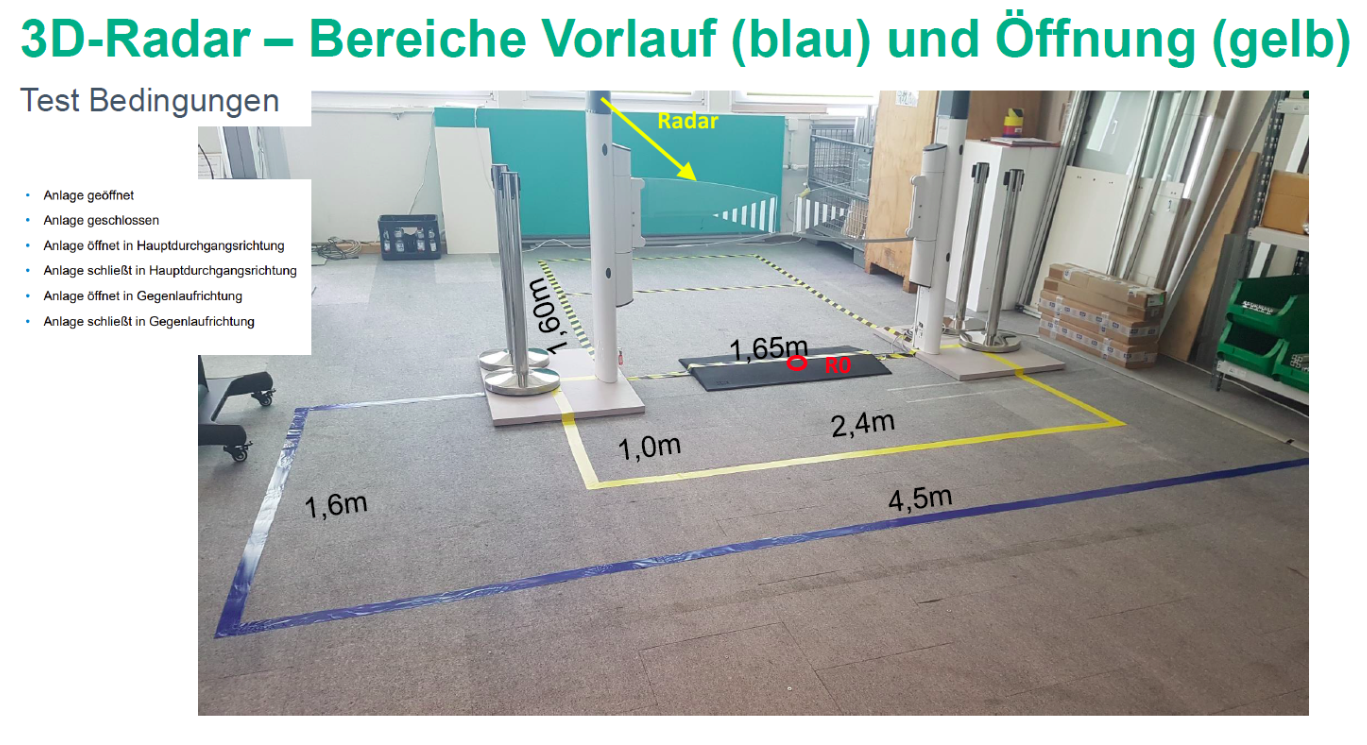 3D-Radar – Bereiche Vorlauf (blau) und Öffnung (gelb)
Test Bedingungen
• Anlage geöffnet
• Anlage geschlossen
• Anlage öffnet in Hauptdurchgangsrichtung
• Anlage schließt in Hauptdurchgangsrichtung
• Anlage öffnet in Gegenlaufrichtung
• Anlage schließt in Gegenlaufrichtung
Radar
1,60m
1,65m
R0
1,0m
2,4m
1,6m
4,5m